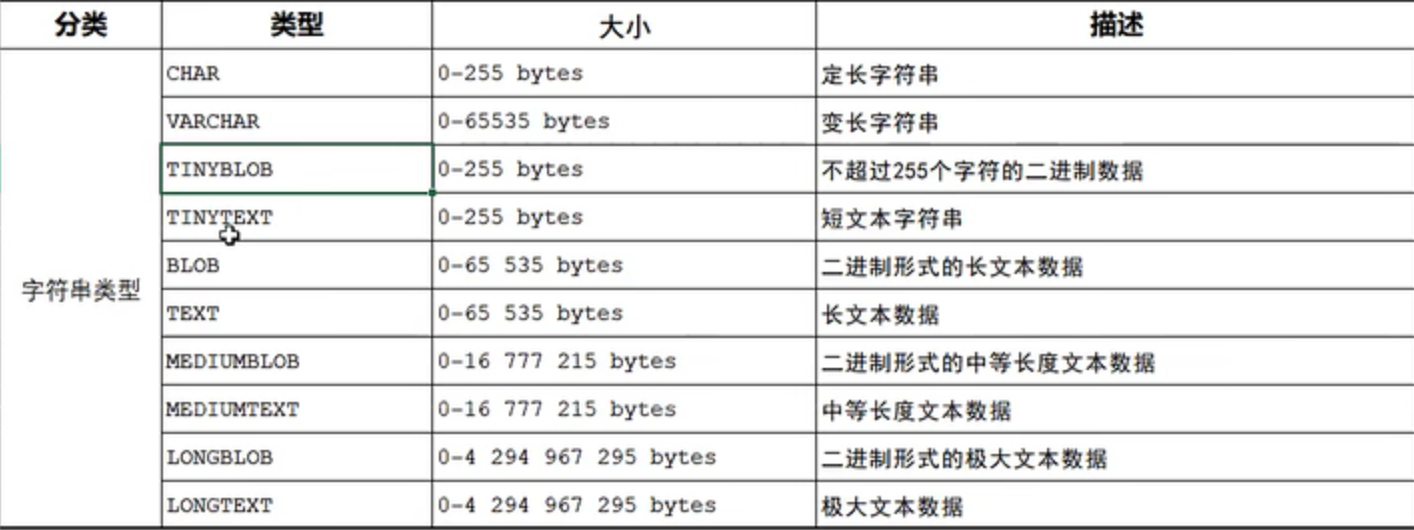 分类 类型 大小 描述
CHAR 0-255 bytes 定长字符串
VARCHAR 0-65535 bytes 变长字符串
TINYBLOB 0-255 bytes 不超过255个字符的二进制数据
TINYTEXT 0-255 bytes 短文本字符串
BLOB 0-65 535 bytes 二进制形式的长文本数据
字符串类型
TEXT 0-65 535 bytes 长文本数据
MEDIUMBLOB 0-16 777 215 bytes 二进制形式的中等长度文本数据
MEDIUMTEXT 0-16 777 215 bytes 中等长度文本数据
LONGBLOB 0-4 294 967 295 bytes 二进制形式的极大文本数据
LONGTEXT 0-4 294 967 295 bytes 极大文本数据